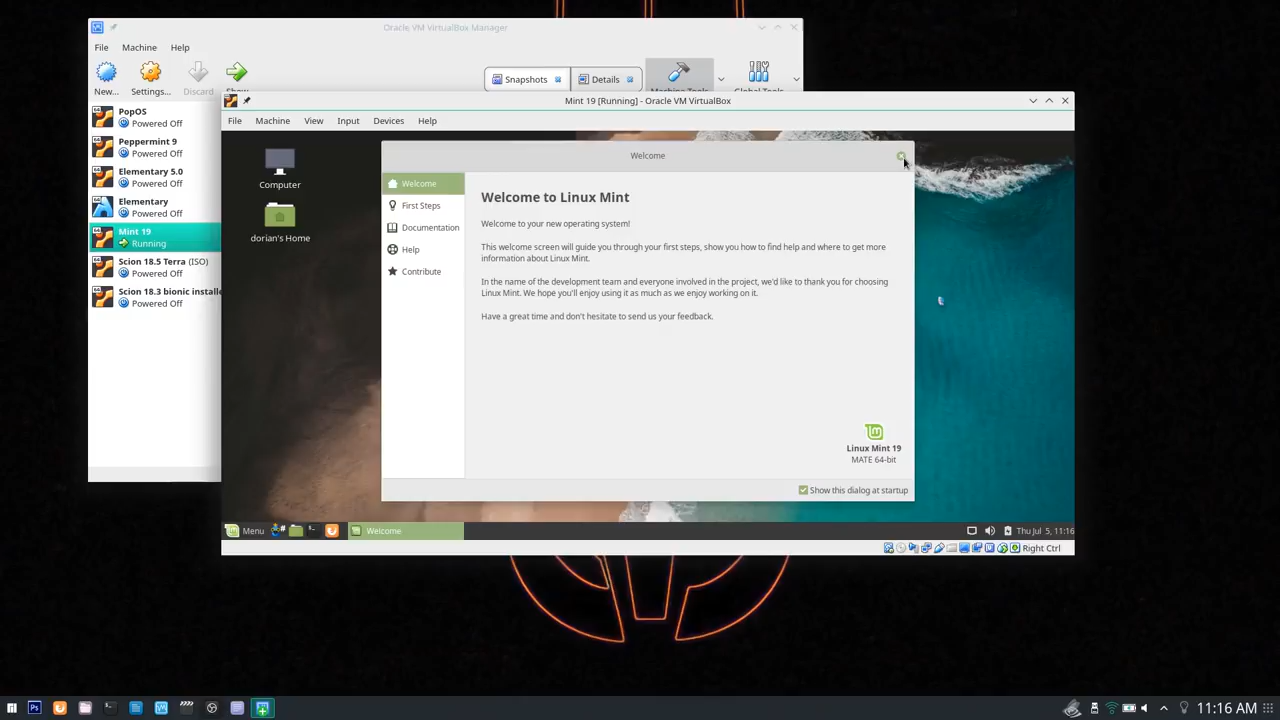 Oracle VM VirtualBox Manager
File Machine Help
New... Settings... Discard Show
Snapshots Details Machine Tools Global Tools
PopOS
Powered Off
Peppermint 9
Powered Off
Elementary 5.0
Powered Off
Elementary
Powered Off
Mint 19
Running
Scion 18.5 Terra (ISO)
Powered Off
Scion 18.3 bionic installe
Powered Off
Mint 19 [Running] - Oracle VM VirtualBox
File Machine View Input Devices Help
Computer
dorian's Home
Welcome
Welcome
First Steps
Documentation
Help
Contribute
Welcome to Linux Mint
Welcome to your new operating system!
This welcome screen will guide you through your first steps, show you how to find help and where to get more
information about Linux Mint.
In the name of the development team and everyone involved in the project, we'd like to thank you for choosing
Linux Mint. We hope you'll enjoy using it as much as we enjoy working on it.
Have a great time and don't hesitate to send us your feedback.
Linux Mint 19
MATE 64-bit
Show this dialog at startup
Menu Welcome Thu Jul 5, 11:16
Right Ctrl
11:16 AM